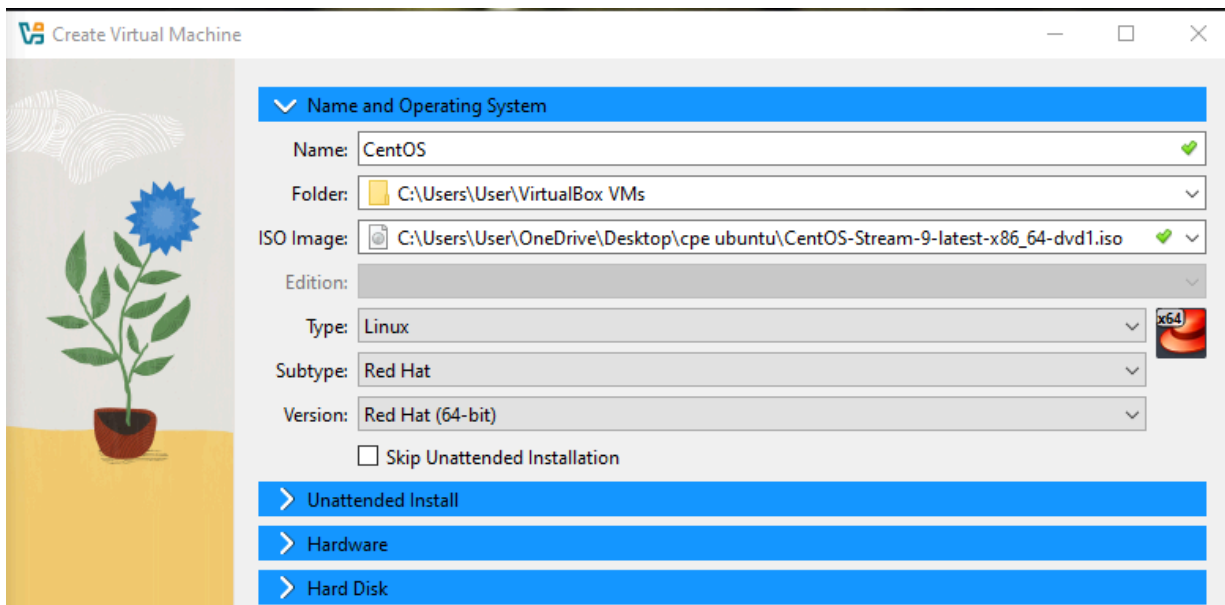 Create Virtual Machine
Name and Operating System
Name: CentOS
Folder: C:\Users\User\VirtualBox VMs
ISO Image: C:\Users\User\OneDrive\Desktop\cpe ubuntu\CentOS-Stream-9-latest-x86_64-dvd1.iso
Edition:
Type: Linux
x64
Subtype: Red Hat
Version: Red Hat (64-bit)
Skip Unattended Installation
Unattended Install
Hardware
Hard Disk